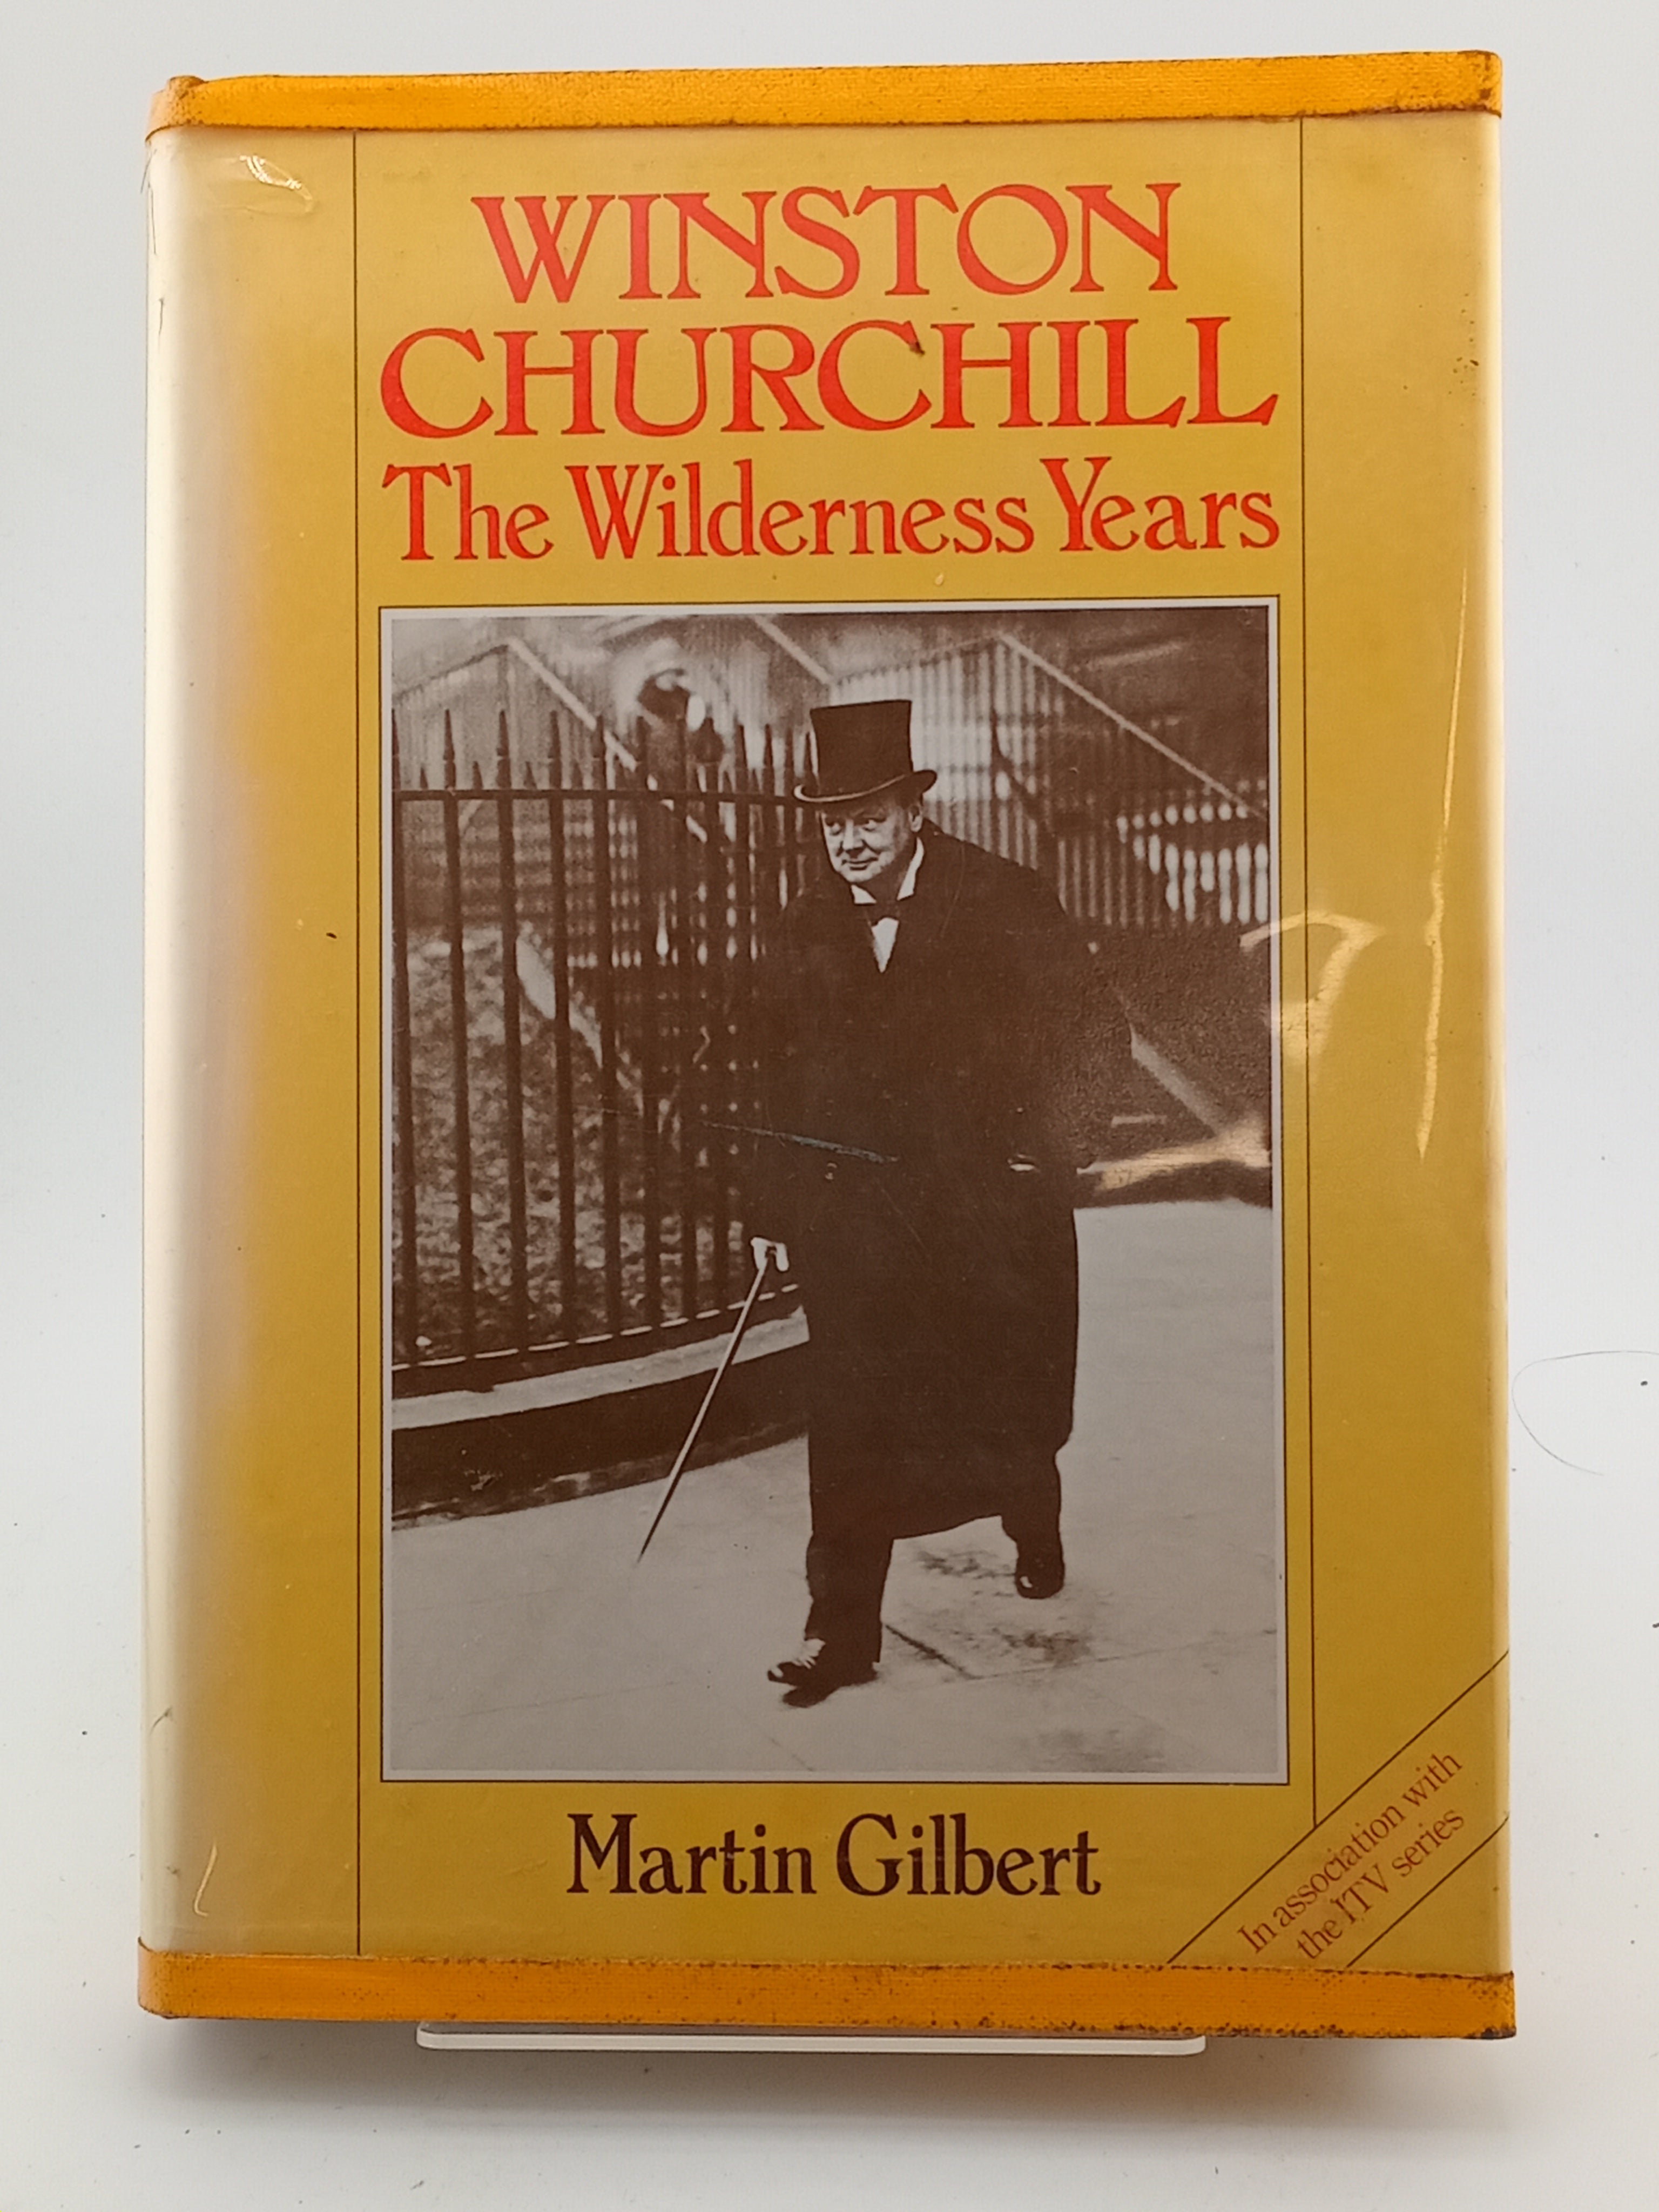 WINSTON
CHURCHILL
The Wilderness Years
Martin Gilbert
In association with
the ITV series